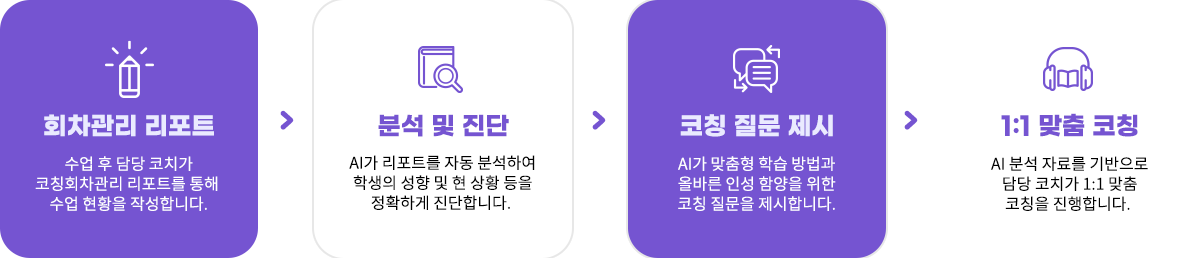 회차관리 리포트
수업 후 담당 코치가
코칭회차관리 리포트를 통해
수업 현황을 작성합니다.
분석 및 진단
AI가 리포트를 자동 분석하여
학생의 성향 및 현 상황 등을
정확하게 진단합니다.
코칭 질문 제시
AI가 맞춤형 학습 방법과
올바른 인성 함양을 위한
코칭 질문을 제시합니다.
1:1 맞춤 코칭
AI 분석 자료를 기반으로
담당 코치가 1:1 맞춤
코칭을 진행합니다.